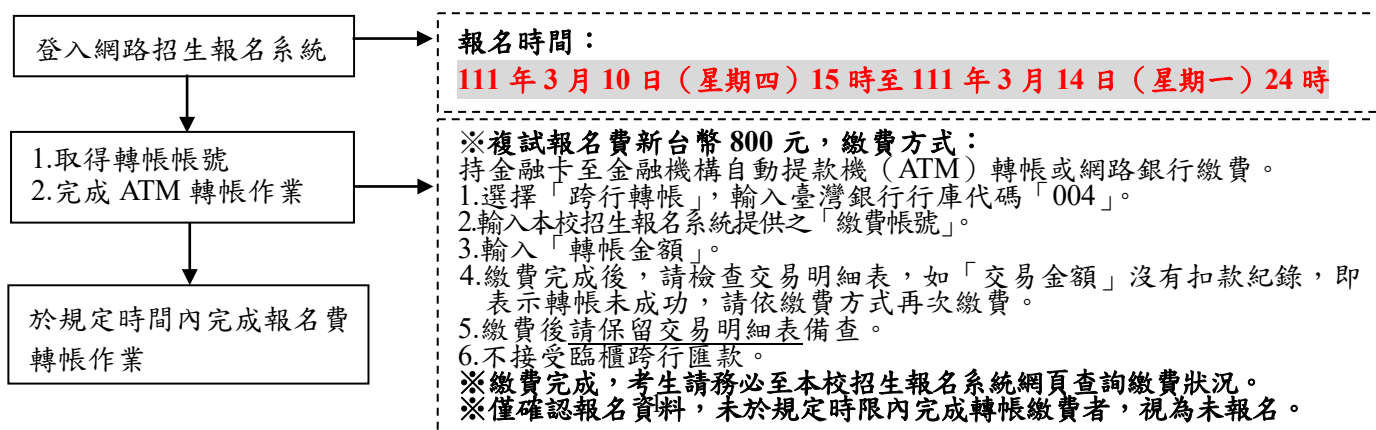 登入網路招生報名系統
報名時間：
111 年 3 月 10 日（星期四）15 時至 111 年 3 月 14 日（星期一）24 時
1.取得轉帳帳號
2.完成 ATM 轉帳作業
※複試報名費新台幣 800 元，繳費方式：
持金融卡至金融機構自動提款機（ATM）轉帳或網路銀行繳費。
1.選擇「跨行轉帳」，輸入臺灣銀行行庫代碼「004」。
2.輸入本校招生報名系統提供之「繳費帳號」。
3.輸入「轉帳金額」。
4.繳費完成後，請檢查交易明細表，如「交易金額」沒有扣款紀錄，即
表示轉帳未成功，請依繳費方式再次繳費。
5.繳費後請保留交易明細表備查。
6.不接受臨櫃跨行匯款。
※繳費完成，考生請務必至本校招生報名系統網頁查詢繳費狀況。
※僅確認報名資料，未於規定時限內完成轉帳繳費者，視為未報名。
於規定時間內完成報名費
轉帳作業